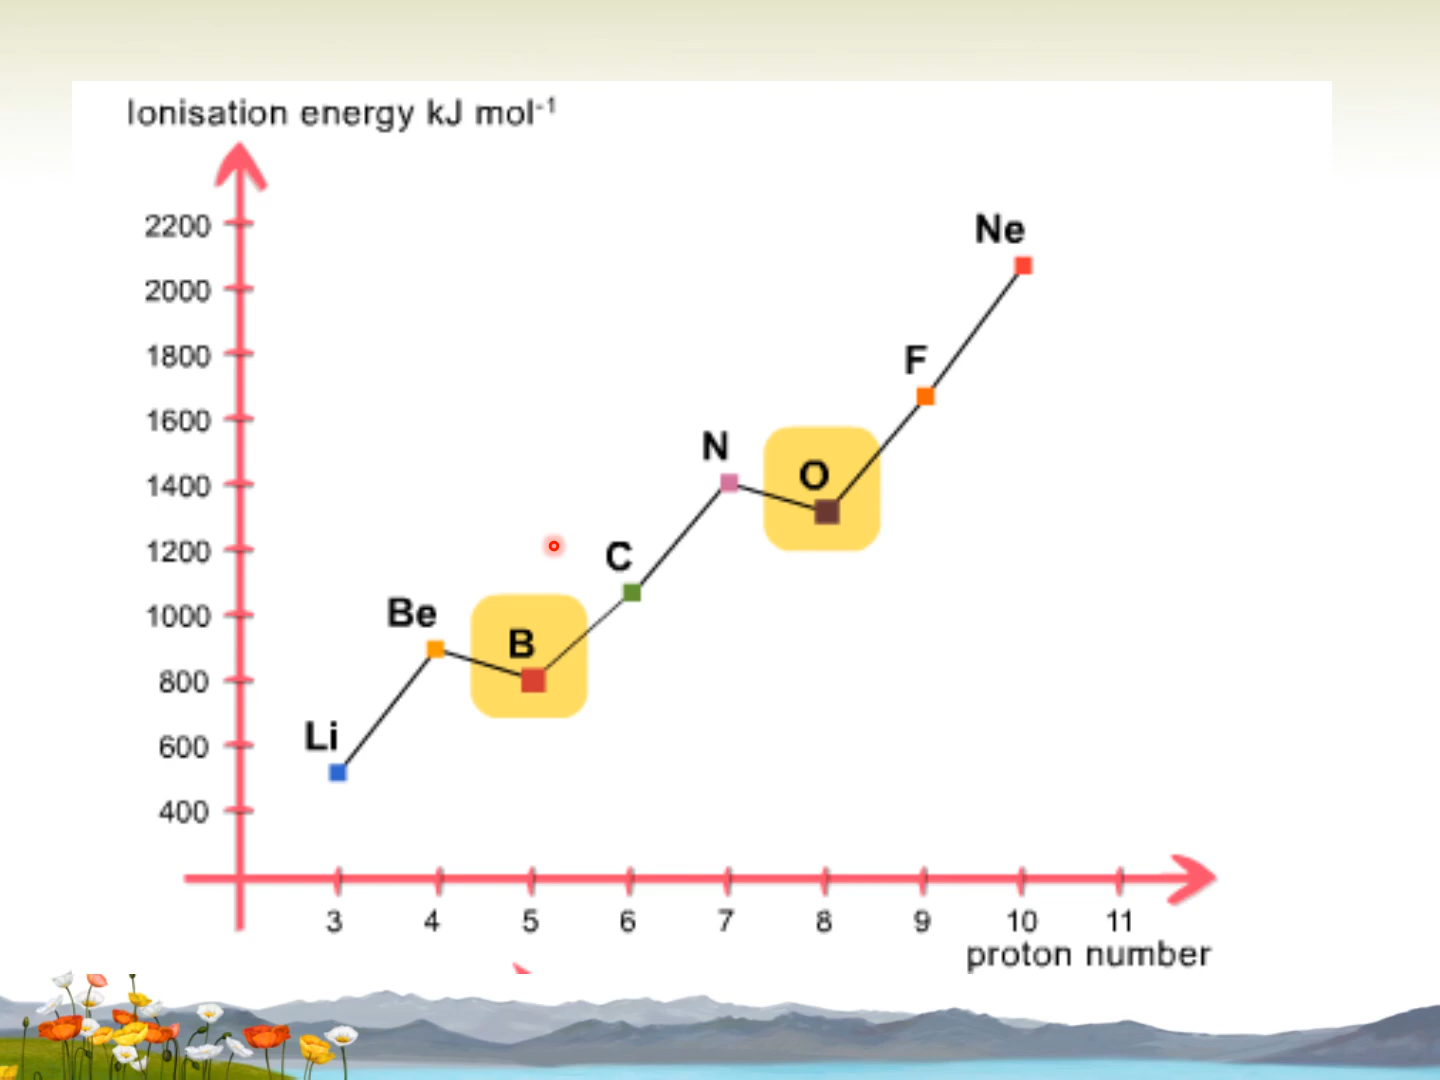 Ionisation energy kJ mol-1
2200
Ne
2000
1800
F
1600
N
O
1400
1200
C
1000
Be
B
800
Li
600
400
3 4 5 6 7 8 9 10 11
proton number